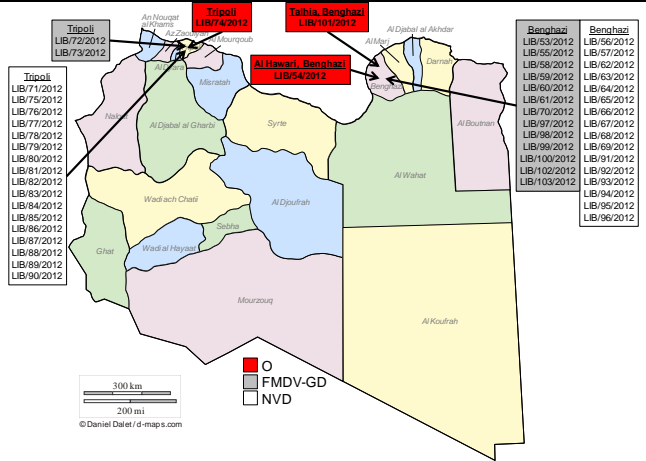 Tripoli
LIB/72/2012
LIB/73/2012
Tripoli
LIB/74/2012
Talhia, Benghazi
LIB/101/2012
Al Hawari, Benghazi
LIB/54/2012
Tripoli
LIB/71/2012
LIB/75/2012
LIB/76/2012
LIB/77/2012
LIB/78/2012
LIB/79/2012
LIB/80/2012
LIB/81/2012
LIB/82/2012
LIB/83/2012
LIB/84/2012
LIB/85/2012
LIB/86/2012
LIB/87/2012
LIB/88/2012
LIB/89/2012
LIB/90/2012
Benghazi
LIB/53/2012
LIB/55/2012
LIB/58/2012
LIB/59/2012
LIB/60/2012
LIB/61/2012
LIB/70/2012
LIB/97/2012
LIB/98/2012
LIB/99/2012
LIB/100/2012
LIB/102/2012
LIB/103/2012
Benghazi
LIB/56/2012
LIB/57/2012
LIB/62/2012
LIB/63/2012
LIB/64/2012
LIB/65/2012
LIB/66/2012
LIB/67/2012
LIB/68/2012
LIB/69/2012
LIB/91/2012
LIB/92/2012
LIB/93/2012
LIB/94/2012
LIB/95/2012
LIB/96/2012
An Nouqat
al Khams
Az Zaouiyah
Al Mourqoub
Nalout
Al Djabal al Gharbi
Misratah
Syrte
Al Marj
Al Djabal al Akhdar
Darnah
Benghazi
Al Boutnan
Al Wahat
Wadi ach Chatii
Al Djoufrah
Ghat
Wadi al Hayaat
Sebha
Mourzouq
Al Koufrah
O
FMDV-GD
NVD
300 km
200 mi
© Daniel Dalet / d-maps.com